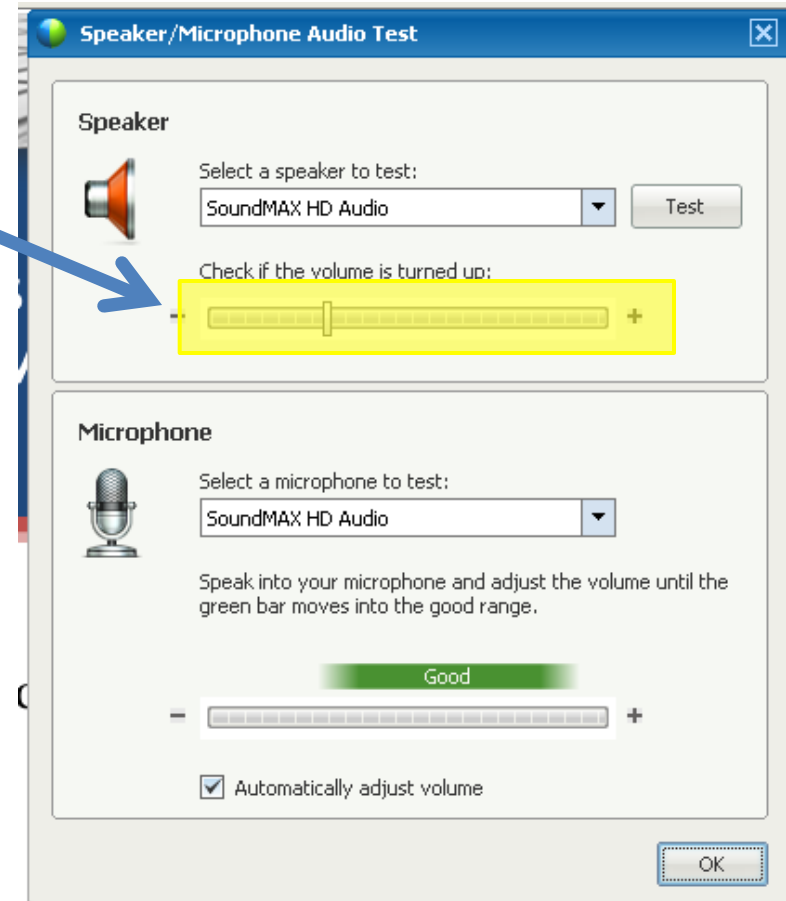 Speaker/Microphone Audio Test
Speaker
Select a speaker to test:
SoundMAX HD Audio
Test
Check if the volume is turned up:
- +
Microphone
Select a microphone to test:
SoundMAX HD Audio
Speak into your microphone and adjust the volume until the
green bar moves into the good range.
Good
- +
Automatically adjust volume
OK